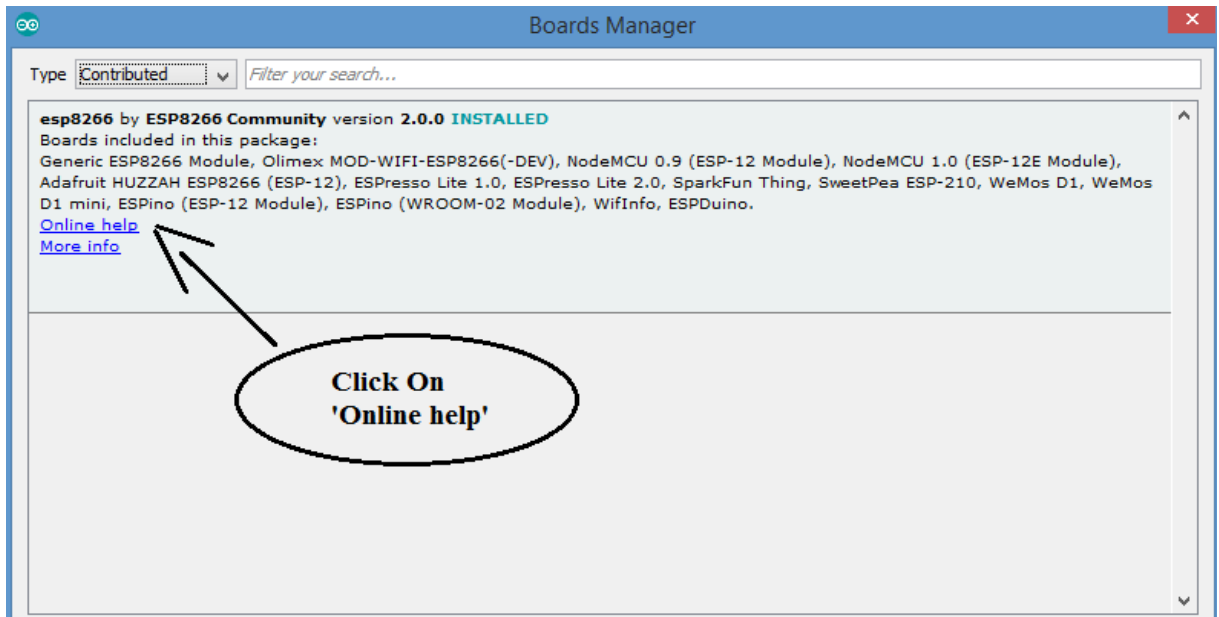 Boards Manager
Type Contributed Filter your search...
esp8266 by ESP8266 Community version 2.0.0 INSTALLED
Boards included in this package:
Generic ESP8266 Module, Olimex MOD-WIFI-ESP8266(-DEV), NodeMCU 0.9 (ESP-12 Module), NodeMCU 1.0 (ESP-12E Module),
Adafruit HUZZAH ESP8266 (ESP-12), ESPresso Lite 1.0, ESPresso Lite 2.0, SparkFun Thing, SweetPea ESP-210, WeMos D1, WeMos
D1 mini, ESPino (ESP-12 Module), ESPino (WROOM-02 Module), WifInfo, ESPDuino.
Online help
More info
Click On
'Online help'